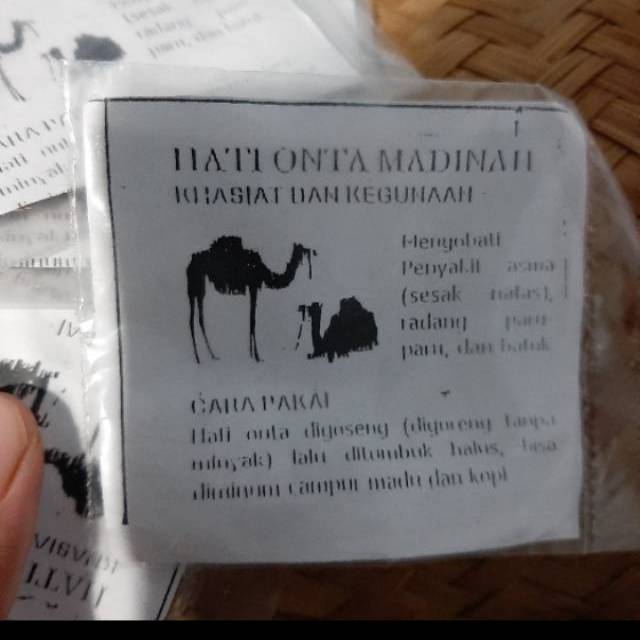 HATI ONTA MADINAH
KHASIAT DAN KEGUNAAN
Mengobati
Penyakit asma
(sesak nafas),
radang paru
paru, dan batuk
CARA PAKAI
Hati onta digoseng (digoreng tanpa
minyak) lalu ditumbuk halus, bisa
diminum campur madu dan kopi